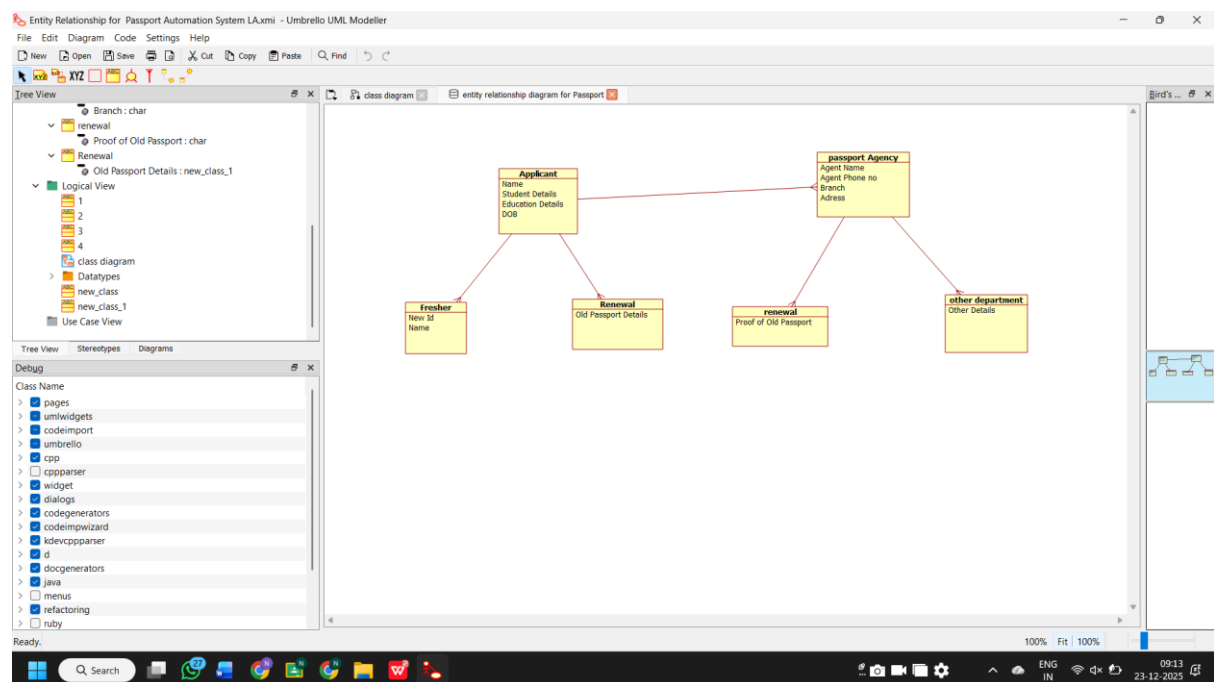 Entity Relationship for Passport Automation System LA.xmi - Umbrello UML Modeller
File Edit Diagram Code Settings Help
New Open Save Cut Copy Paste Find
XYZ XYZ
Tree View
Branch : char
renewal
Proof of Old Passport : char
Renewal
Old Passport Details : new_class_1
Logical View
1
2
3
4
class diagram
Datatypes
new_class
new_class_1
Use Case View
Tree View Stereotypes Diagrams
Debug
Class Name
pages
umlwidgets
codeimport
umbrello
cpp
cppparser
widget
dialogs
codegenerators
codeimpwizard
kdevcppparser
d
docgenerators
java
menus
refactoring
ruby
class diagram
entity relationship diagram for Passport
Applicant
Name
Student Details
Education Details
DOB
passport Agency
Agent Name
Agent Phone no
Branch
Adress
Fresher
New Id
Name
Renewal
Old Passport Details
renewal
Proof of Old Passport
other department
Other Details
Bird's ...
Ready.
100% Fit 100%
Search
27
ENG
IN
09:13
23-12-2025